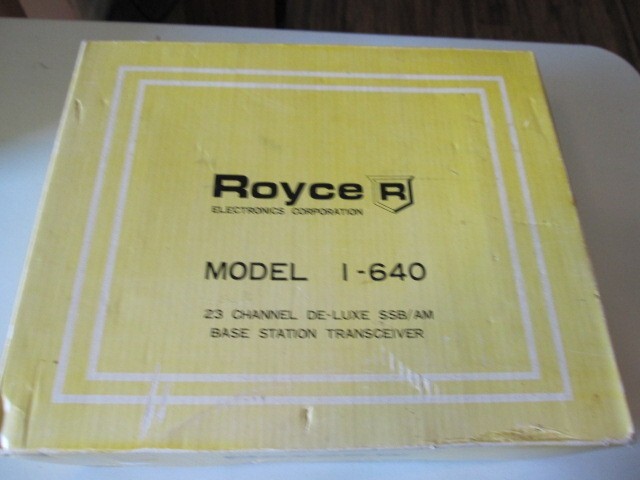 Royce R
ELECTRONICS CORPORATION
MODEL 1-640
23 CHANNEL DE-LUXE SSB/AM
BASE STATION TRANSCEIVER